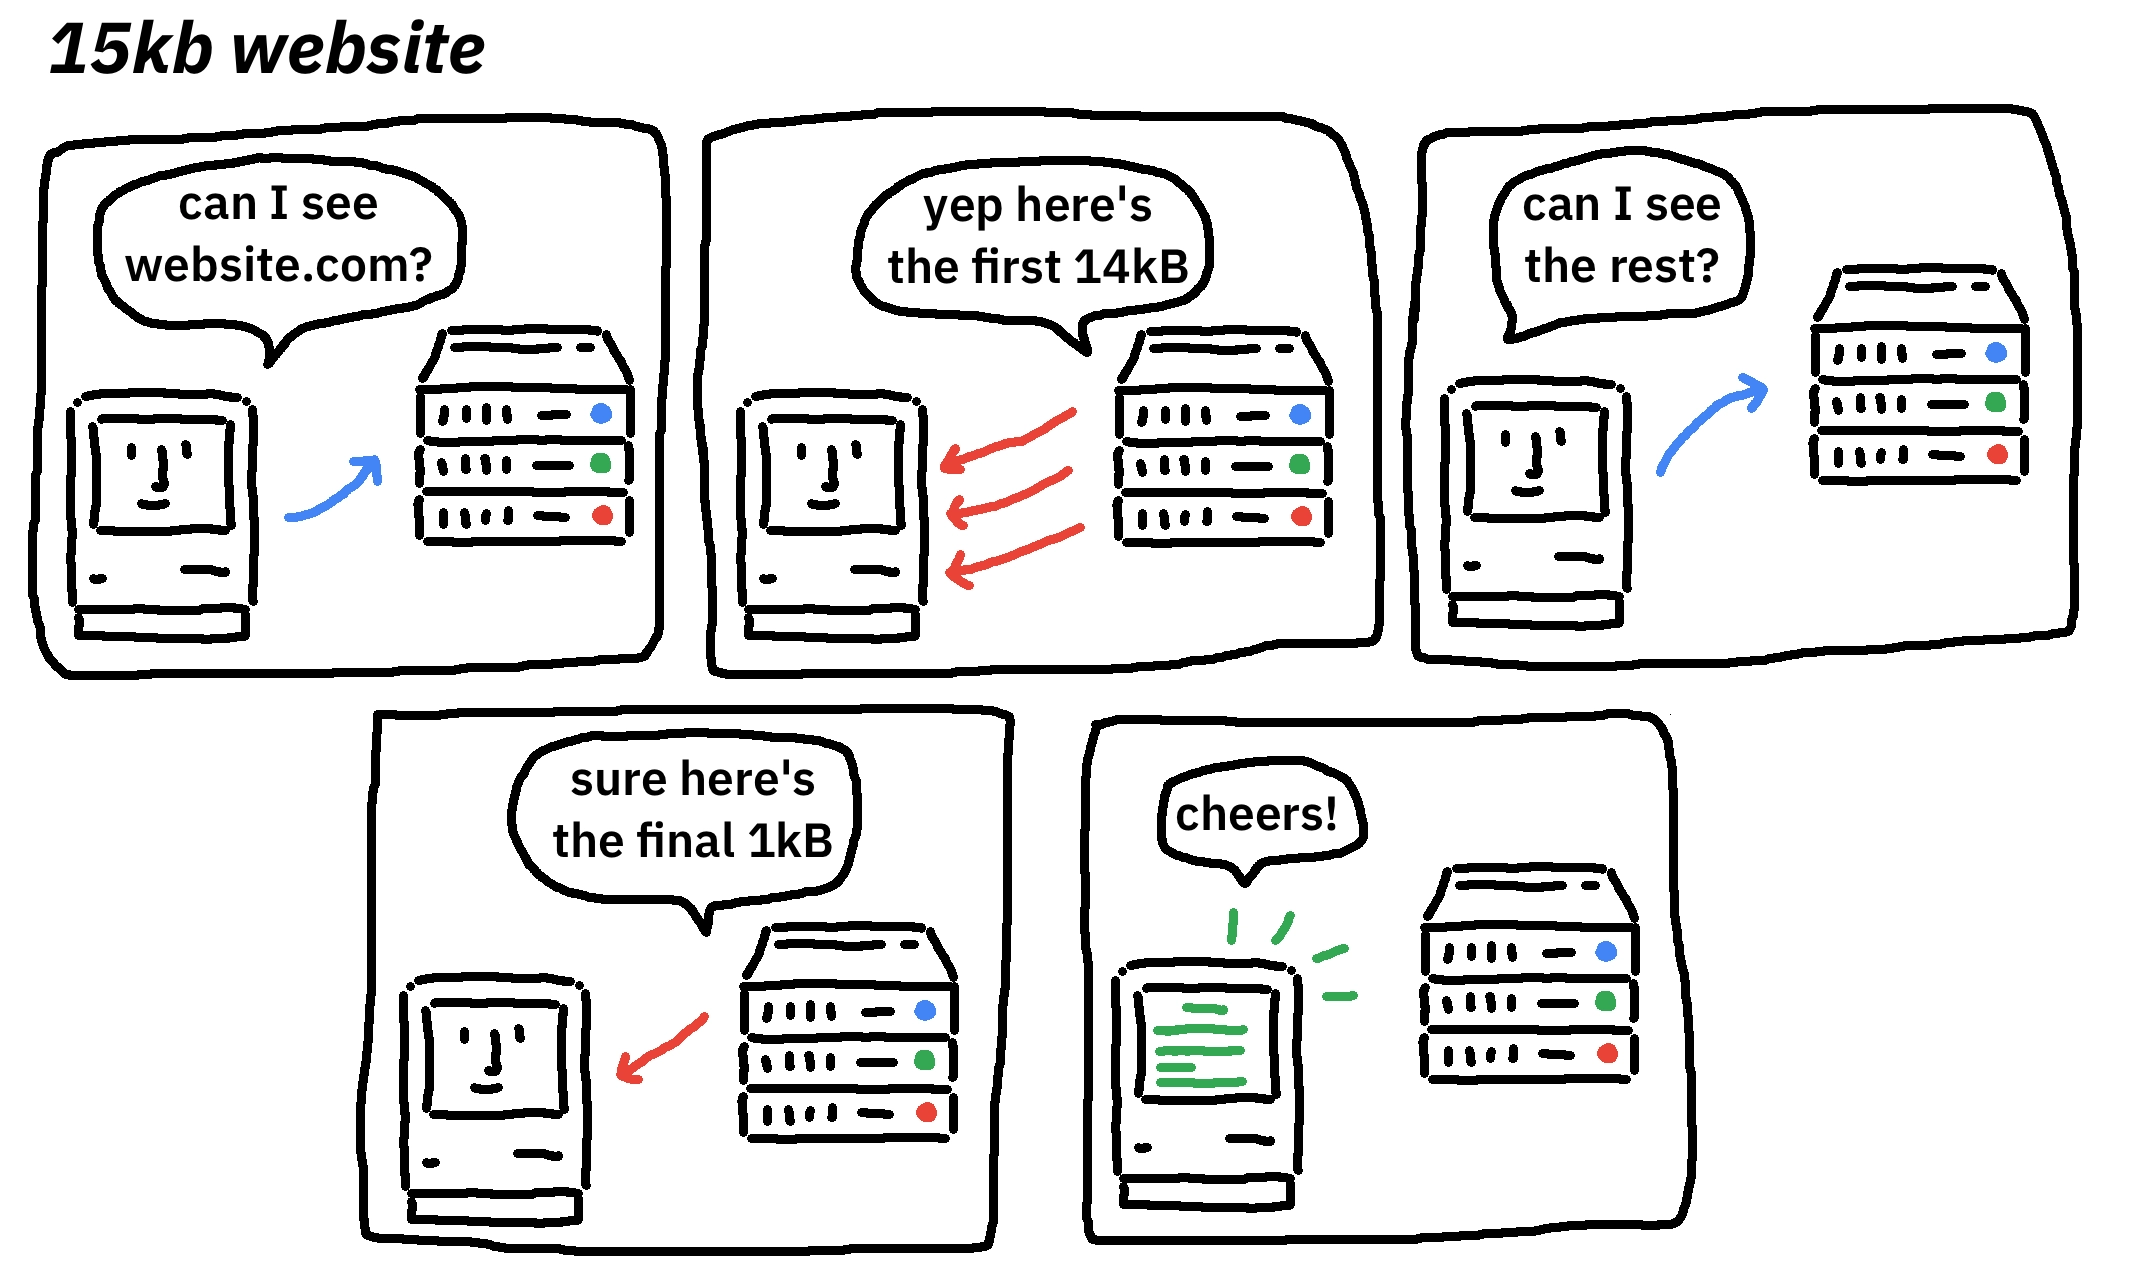 15kb website
can I see
website.com?
yep here's
the first 14kB
can I see
the rest?
sure here's
the final 1kB
cheers!